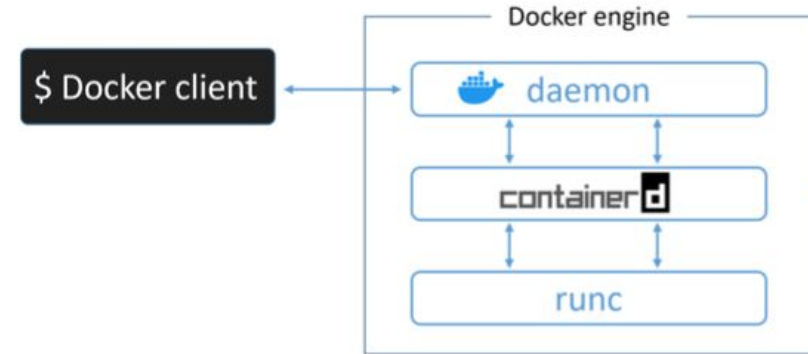 Docker engine
$ Docker client
daemon
containerd
runc